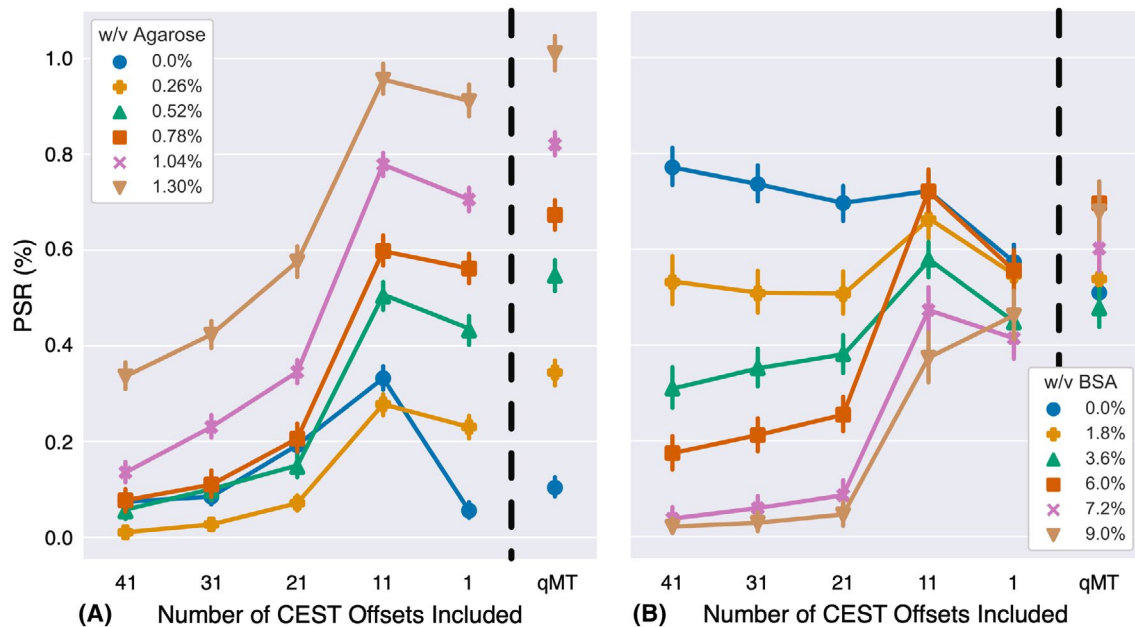 w/v Agarose
0.0%
0.26%
0.52%
0.78%
1.04%
1.30%
PSR (%)
1.0
0.8
0.6
0.4
0.2
0.0
41 31 21 11 1 qMT
(A) Number of CEST Offsets Included
w/v BSA
0.0%
1.8%
3.6%
6.0%
7.2%
9.0%
41 31 21 11 1 qMT
(B) Number of CEST Offsets Included